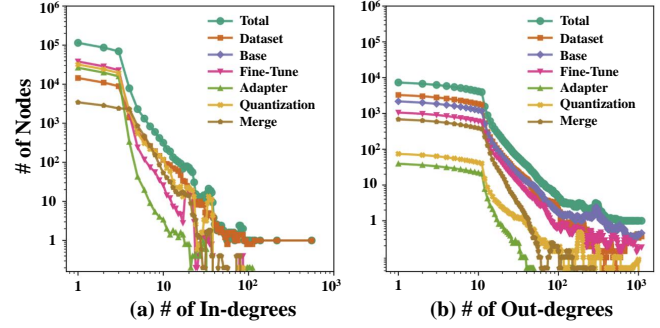 # of Nodes
10⁶
10⁵
10⁴
10³
10²
10¹
1
Total
Dataset
Base
Fine-Tune
Adapter
Quantization
Merge
1
10¹
10²
10³
(a) # of In-degrees
10⁶
10⁵
10⁴
10³
10²
10
1
Total
Dataset
Base
Fine-Tune
Adapter
Quantization
Merge
1
10
10²
10³
(b) # of Out-degrees